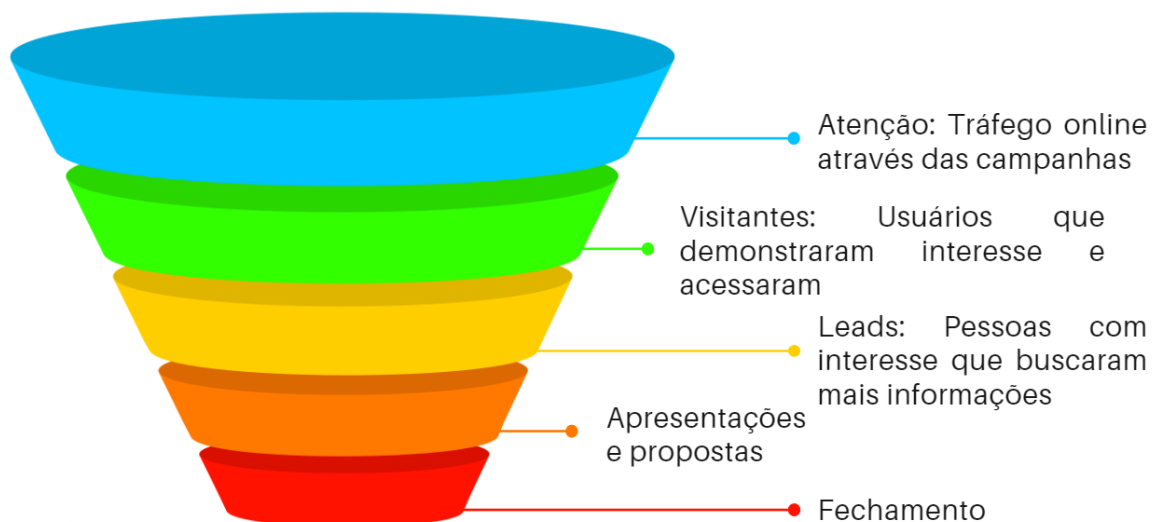 Atenção: Tráfego online
através das campanhas
Visitantes: Usuários que
demonstraram interesse e
acessaram
Leads: Pessoas com
interesse que buscaram
mais informações
Apresentações
e propostas
Fechamento